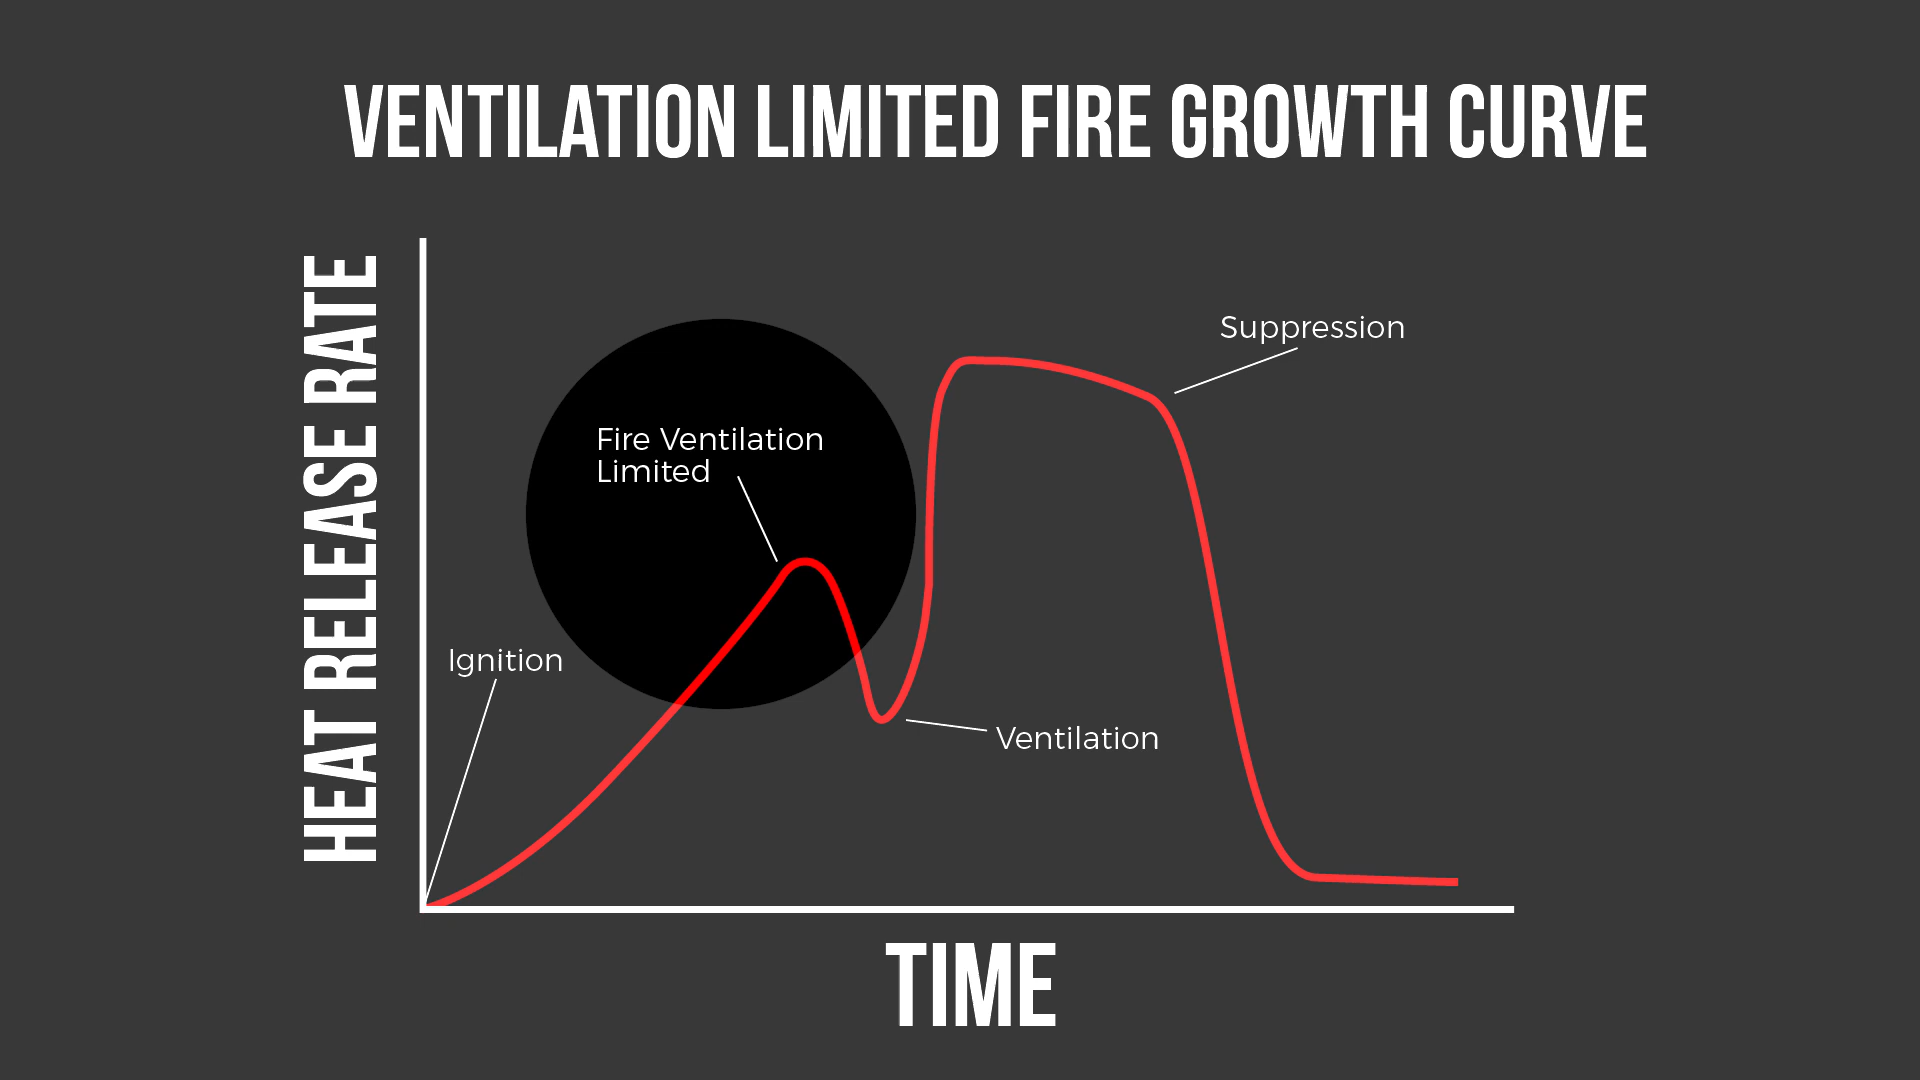 VENTILATION LIMITED FIRE GROWTH CURVE
HEAT RELEASE RATE
Suppression
Fire Ventilation
Limited
Ignition
Ventilation
TIME